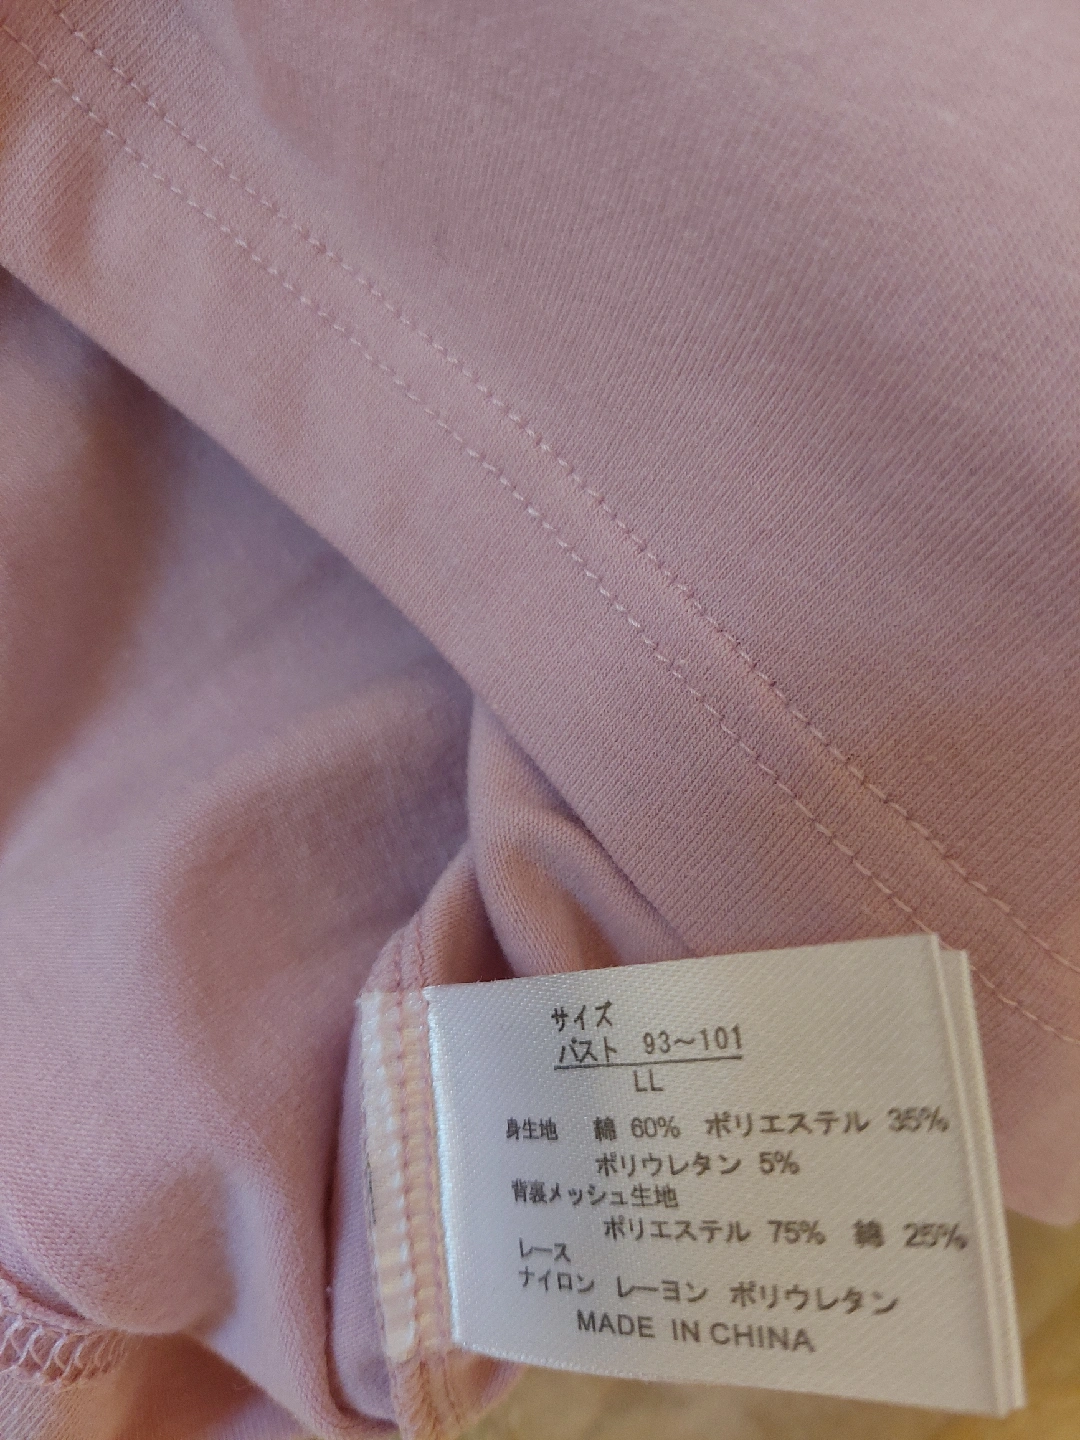 サイズ
バスト 93～101
LL
身生地 綿 60% ポリエステル 35%
ポリウレタン 5%
背裏メッシュ生地
ポリエステル 75% 綿 25%
レース
ナイロン レーヨン ポリウレタン
MADE IN CHINA